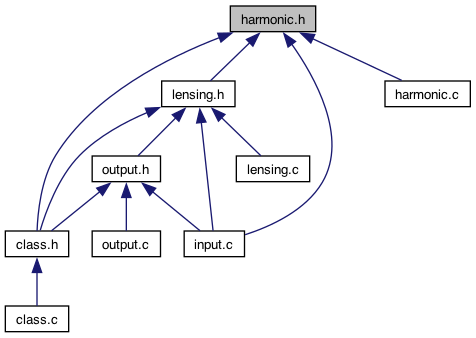 harmonic.h
lensing.h
harmonic.c
output.h
lensing.c
class.h
output.c
input.c
class.c